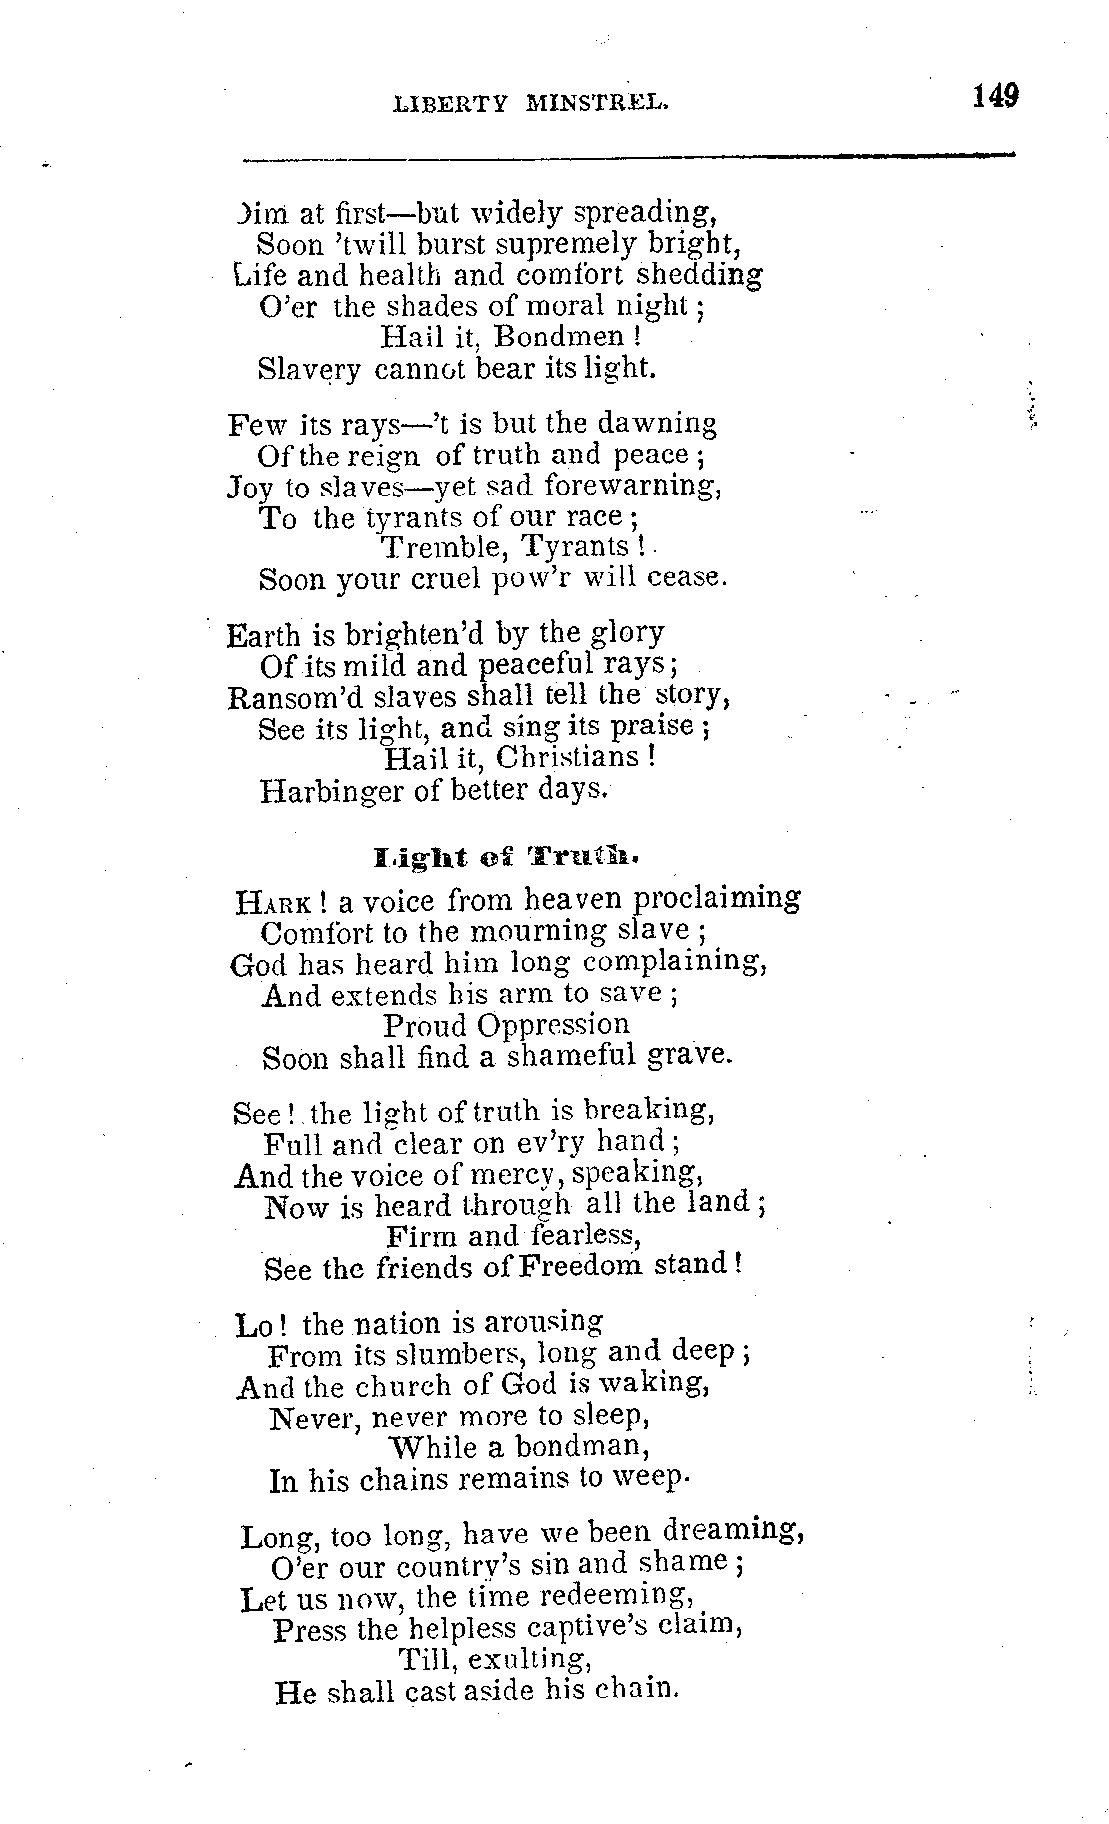 LIBERTY MINSTREL. 149
Dim at first—but widely spreading,
Soon 'twill burst supremely bright,
Life and health and comfort shedding
O'er the shades of moral night;
Hail it, Bondmen!
Slavery cannot bear its light.
Few its rays—'t is but the dawning
Of the reign of truth and peace;
Joy to slaves—yet sad forewarning,
To the tyrants of our race;
Tremble, Tyrants!
Soon your cruel pow'r will cease.
Earth is brighten'd by the glory
Of its mild and peaceful rays;
Ransom'd slaves shall tell the story,
See its light, and sing its praise;
Hail it, Christians!
Harbinger of better days.
Light of Truth.
HARK! a voice from heaven proclaiming
Comfort to the mourning slave;
God has heard him long complaining,
And extends his arm to save;
Proud Oppression
Soon shall find a shameful grave.
See! the light of truth is breaking,
Full and clear on ev'ry hand;
And the voice of mercy, speaking,
Now is heard through all the land;
Firm and fearless,
See the friends of Freedom stand!
Lo! the nation is arousing
From its slumbers, long and deep;
And the church of God is waking,
Never, never more to sleep,
While a bondman,
In his chains remains to weep.
Long, too long, have we been dreaming,
O'er our country's sin and shame;
Let us now, the time redeeming,
Press the helpless captive's claim,
Till, exulting,
He shall cast aside his chain.